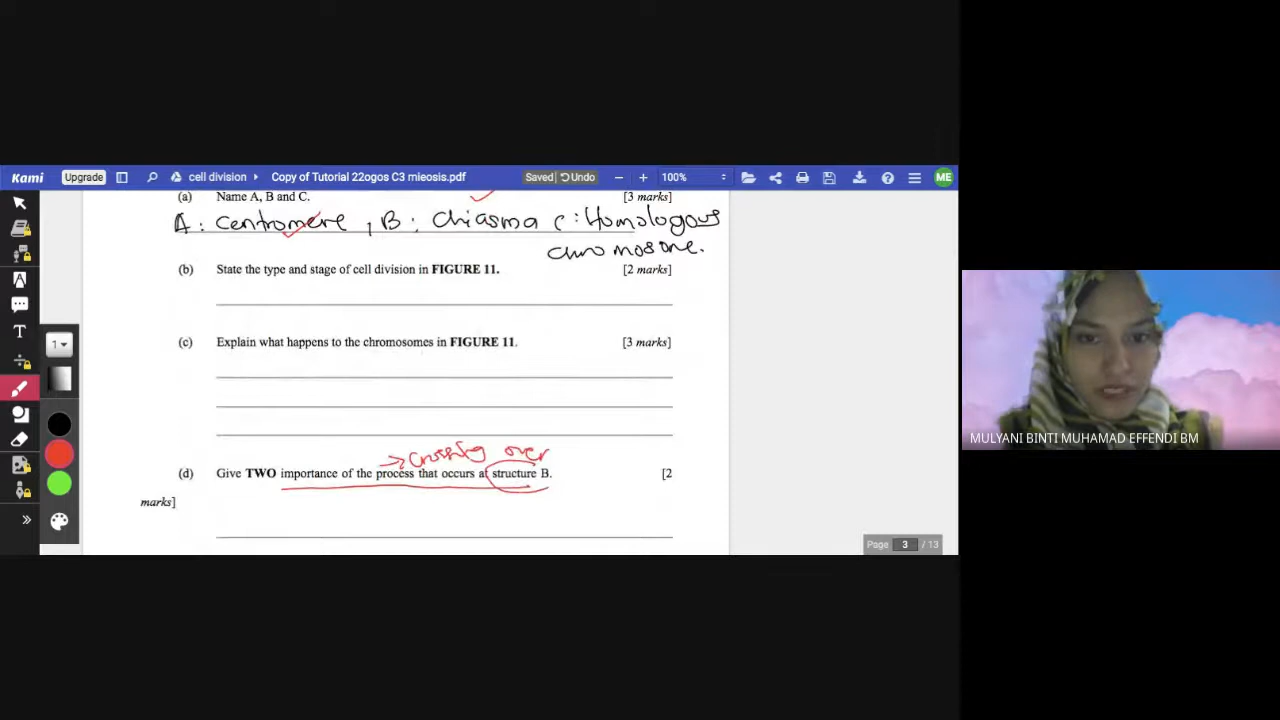 Kami Upgrade cell division Copy of Tutorial 22ogos C3 mieosis.pdf Saved Undo 100% ME
(a) Name A, B and C. [3 marks]
A : Centromere , B : Chiasma C : Homologous
chromosone.
(b) State the type and stage of cell division in FIGURE 11. [2 marks]
1
(c) Explain what happens to the chromosomes in FIGURE 11. [3 marks]
→ Crossing over
(d) Give TWO importance of the process that occurs at structure B. [2
marks]
Page 3 / 13
MULYANI BINTI MUHAMAD EFFENDI BM